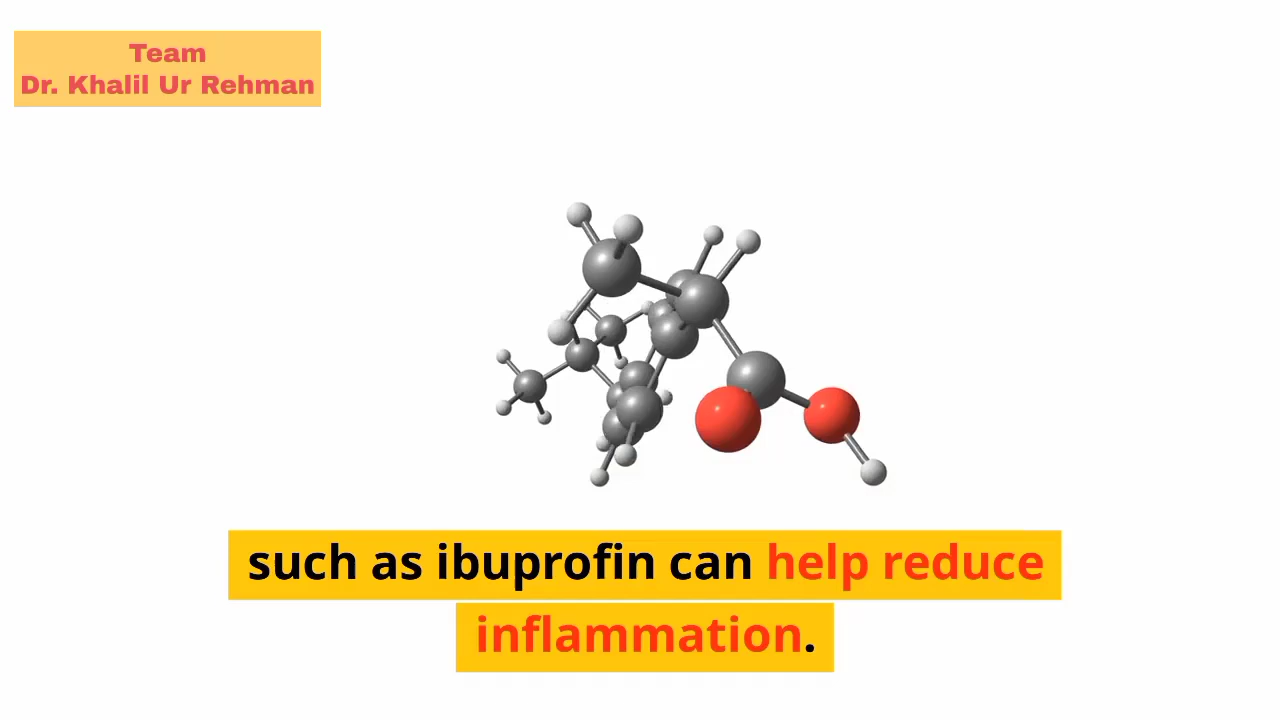 Team
Dr. Khalil Ur Rehman
such as ibuprofin can help reduce
inflammation.